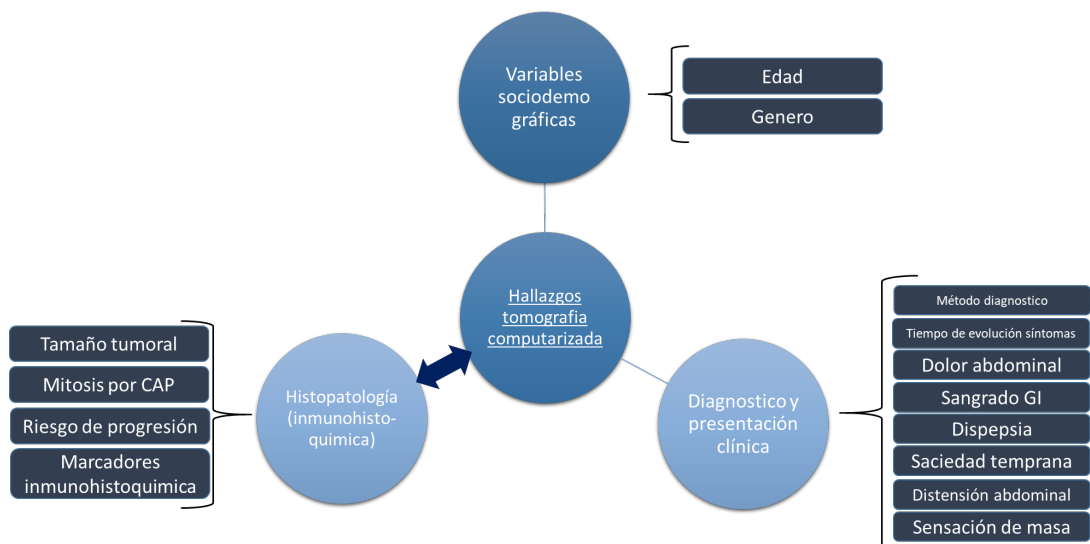 Variables
sociodemo
gráficas
Edad
Genero
Hallazgos
tomografia
computarizada
Histopatología
(inmunohisto-
quimica)
Tamaño tumoral
Mitosis por CAP
Riesgo de progresión
Marcadores
inmunohistoquimica
Diagnostico y
presentación
clínica
Método diagnostico
Tiempo de evolución síntomas
Dolor abdominal
Sangrado GI
Dispepsia
Saciedad temprana
Distensión abdominal
Sensación de masa